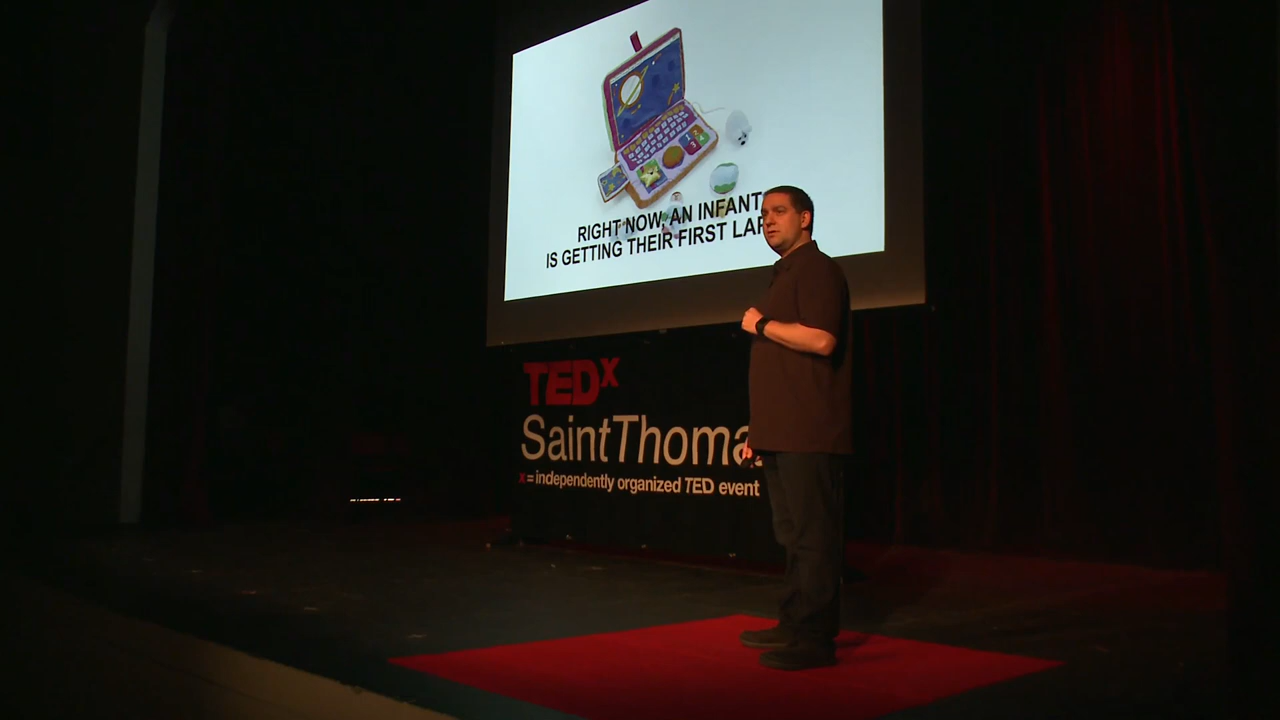 RIGHT NOW, AN INFANT
IS GETTING THEIR FIRST
TEDx
SaintThoma
x = independently organized TED event